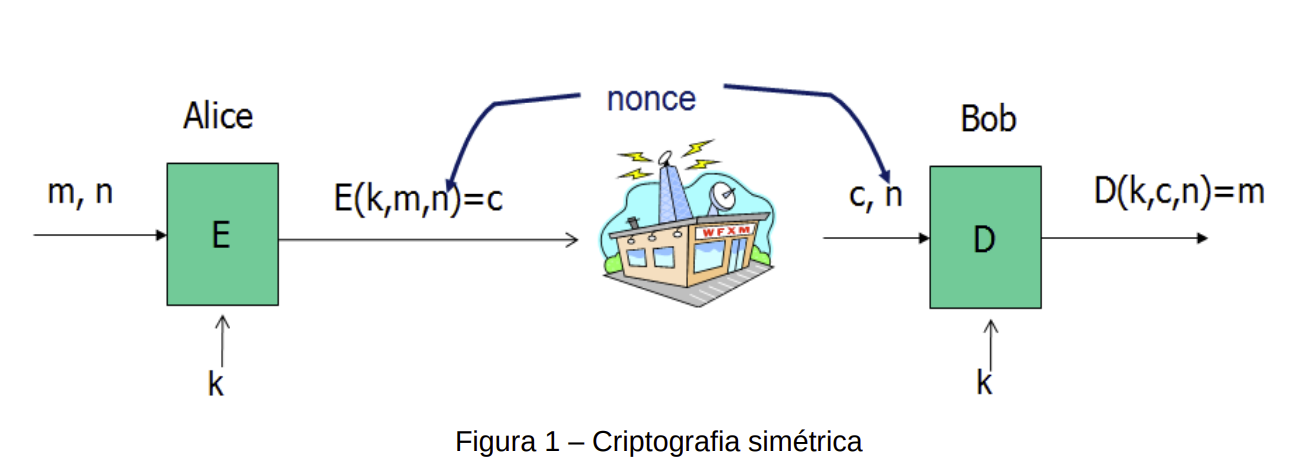 nonce
Alice
Bob
m, n
E(k,m,n)=c
c, n
D(k,c,n)=m
WFXM
E
D
k
k
Figura 1 – Criptografia simétrica